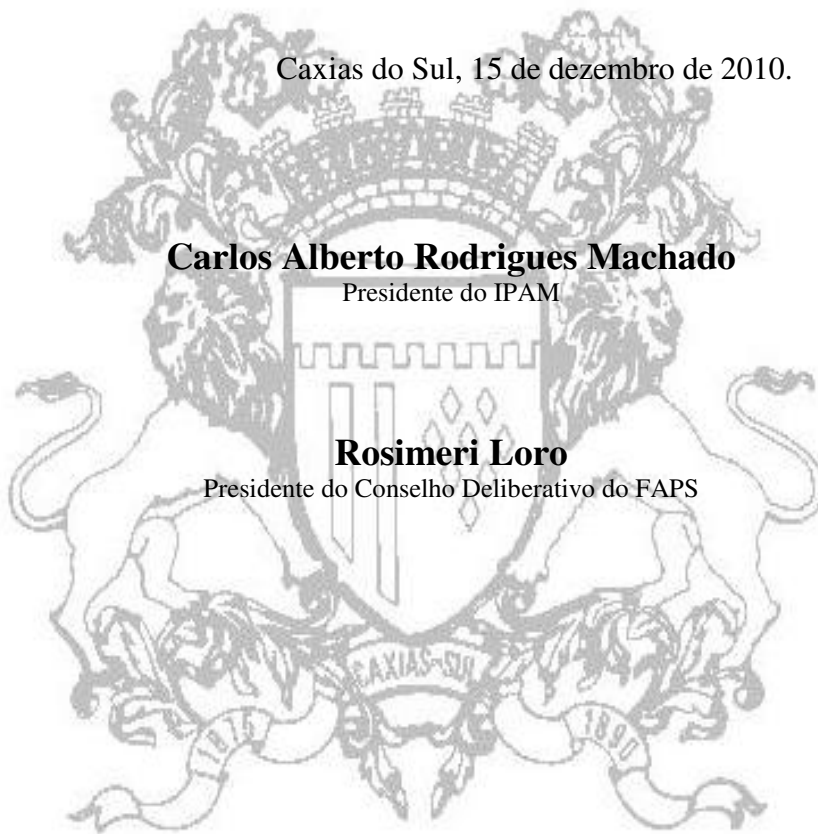 Caxias do Sul, 15 de dezembro de 2010.
Carlos Alberto Rodrigues Machado
Presidente do IPAM
Rosimeri Loro
Presidente do Conselho Deliberativo do FAPS
CAXIAS-SUL
1875
1890